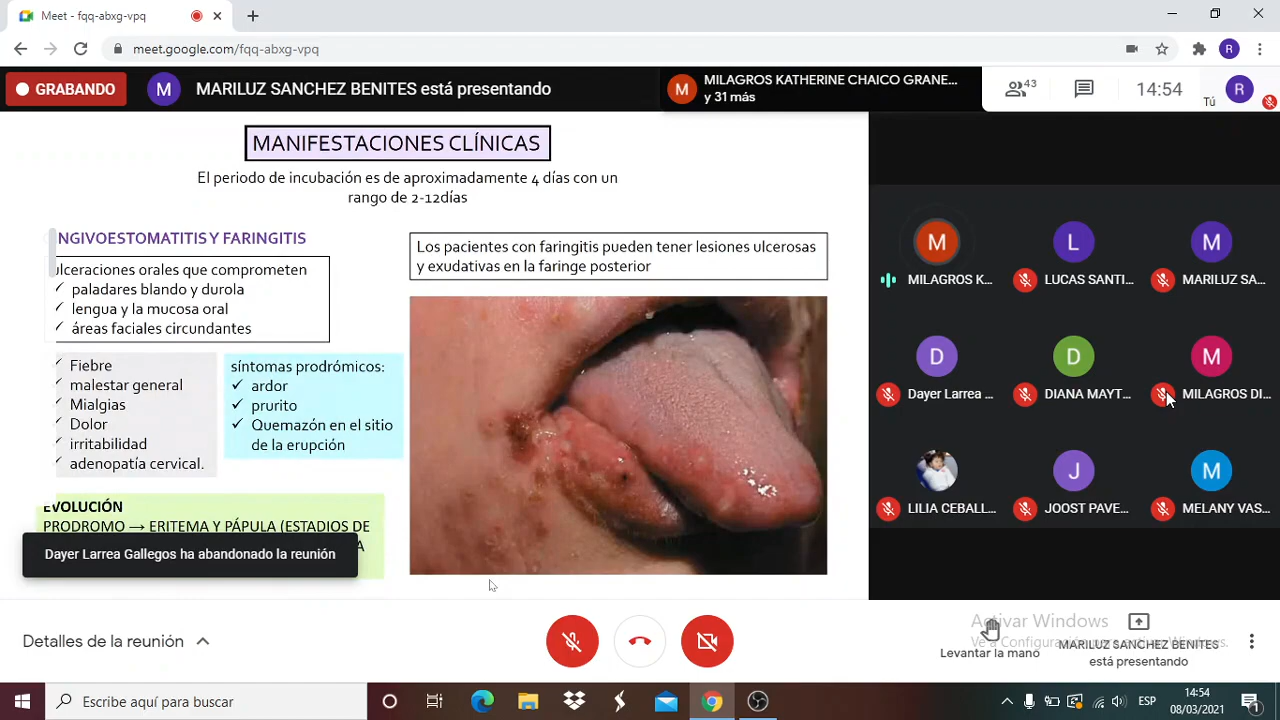 Meet - fqq-abxg-vpq
meet.google.com/fqq-abxg-vpq
R
GRABANDO
M
MARILUZ SANCHEZ BENITES está presentando
M
MILAGROS KATHERINE CHAICO GRANE...
y 31 más
43
14:54
Tú
R
MANIFESTACIONES CLÍNICAS
El periodo de incubación es de aproximadamente 4 días con un
rango de 2-12días
NGIVOESTOMATITIS Y FARINGITIS
ulceraciones orales que comprometen
✓ paladares blando y durola
✓ lengua y la mucosa oral
✓ áreas faciales circundantes
Los pacientes con faringitis pueden tener lesiones ulcerosas
y exudativas en la faringe posterior
✓ Fiebre
✓ malestar general
✓ Mialgias
✓ Dolor
✓ irritabilidad
✓ adenopatía cervical.
síntomas prodrómicos:
✓ ardor
✓ prurito
✓ Quemazón en el sitio
de la erupción
EVOLUCIÓN
PRODROMO → ERITEMA Y PÁPULA (ESTADIOS DE
Dayer Larrea Gallegos ha abandonado la reunión
M
L
M
MILAGROS K...
LUCAS SANTI...
MARILUZ SA...
D
D
M
Dayer Larrea ...
DIANA MAYT...
MILAGROS DI...
J
M
LILIA CEBALL...
JOOST PAVE...
MELANY VAS...
Detalles de la reunión
Activar Windows
Ve a Configuración para activar Windows.
Levantar la mano
MARILUZ SANCHEZ BENITES
está presentando
Escribe aquí para buscar
ESP
14:54
08/03/2021
1